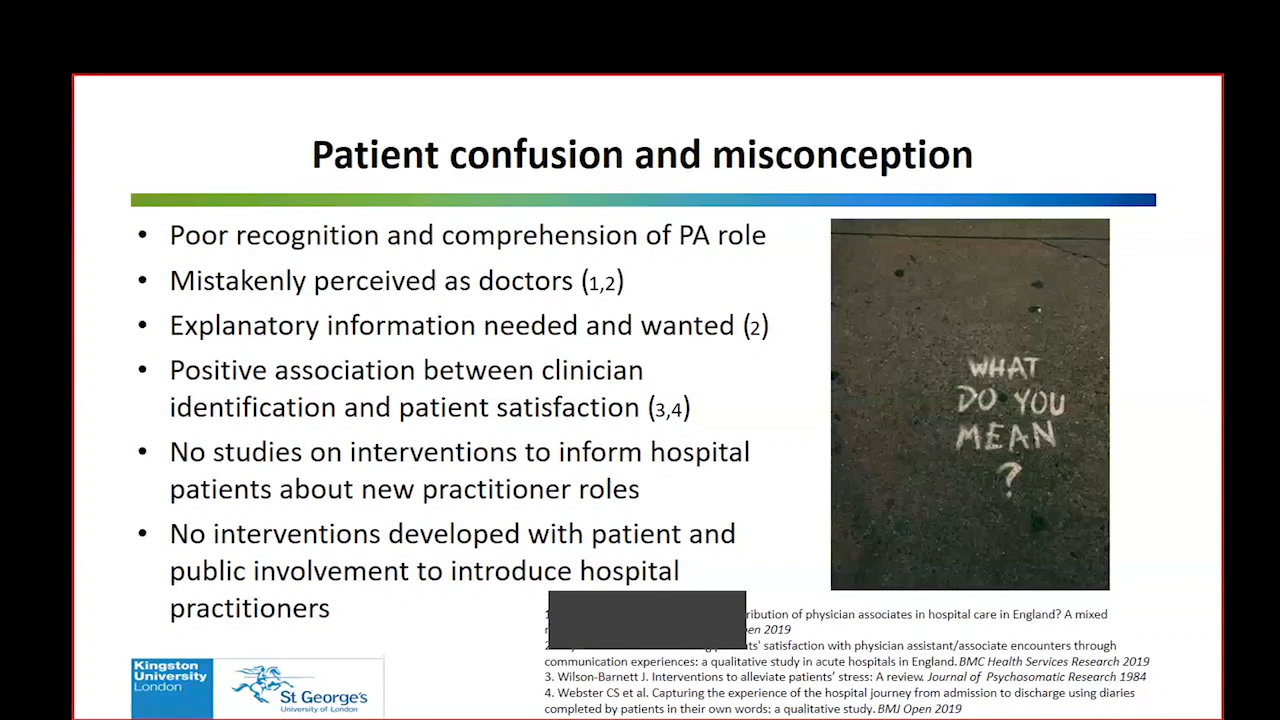 Patient confusion and misconception
• Poor recognition and comprehension of PA role
• Mistakenly perceived as doctors (1,2)
• Explanatory information needed and wanted (2)
• Positive association between clinician
identification and patient satisfaction (3,4)
• No studies on interventions to inform hospital
patients about new practitioner roles
• No interventions developed with patient and
public involvement to introduce hospital
practitioners
WHAT
DO YOU
MEAN
?
of physician associates in hospital care in England? A mixed
2019
satisfaction with physician assistant/associate encounters through
communication experiences: a qualitative study in acute hospitals in England. BMC Health Services Research 2019
3. Wilson-Barnett J. Interventions to alleviate patients' stress: A review. Journal of Psychosomatic Research 1984
4. Webster CS et al. Capturing the experience of the hospital journey from admission to discharge using diaries
completed by patients in their own words: a qualitative study. BMJ Open 2019
Kingston
University
London
St George's
University of London